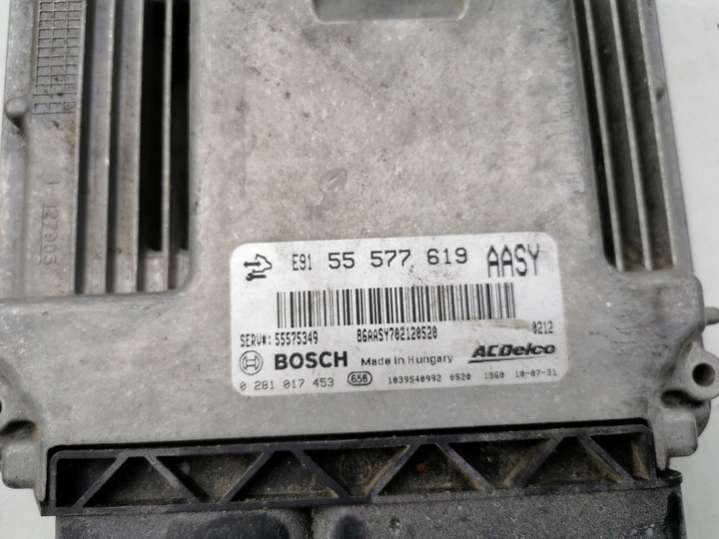 E91 55 577 619 AASY
SERV#: 55575349 86AASY702120520 0212
BOSCH Made in Hungary ACDelco
0 281 017 453 658 1039S40992 0520 1360 10-07-31